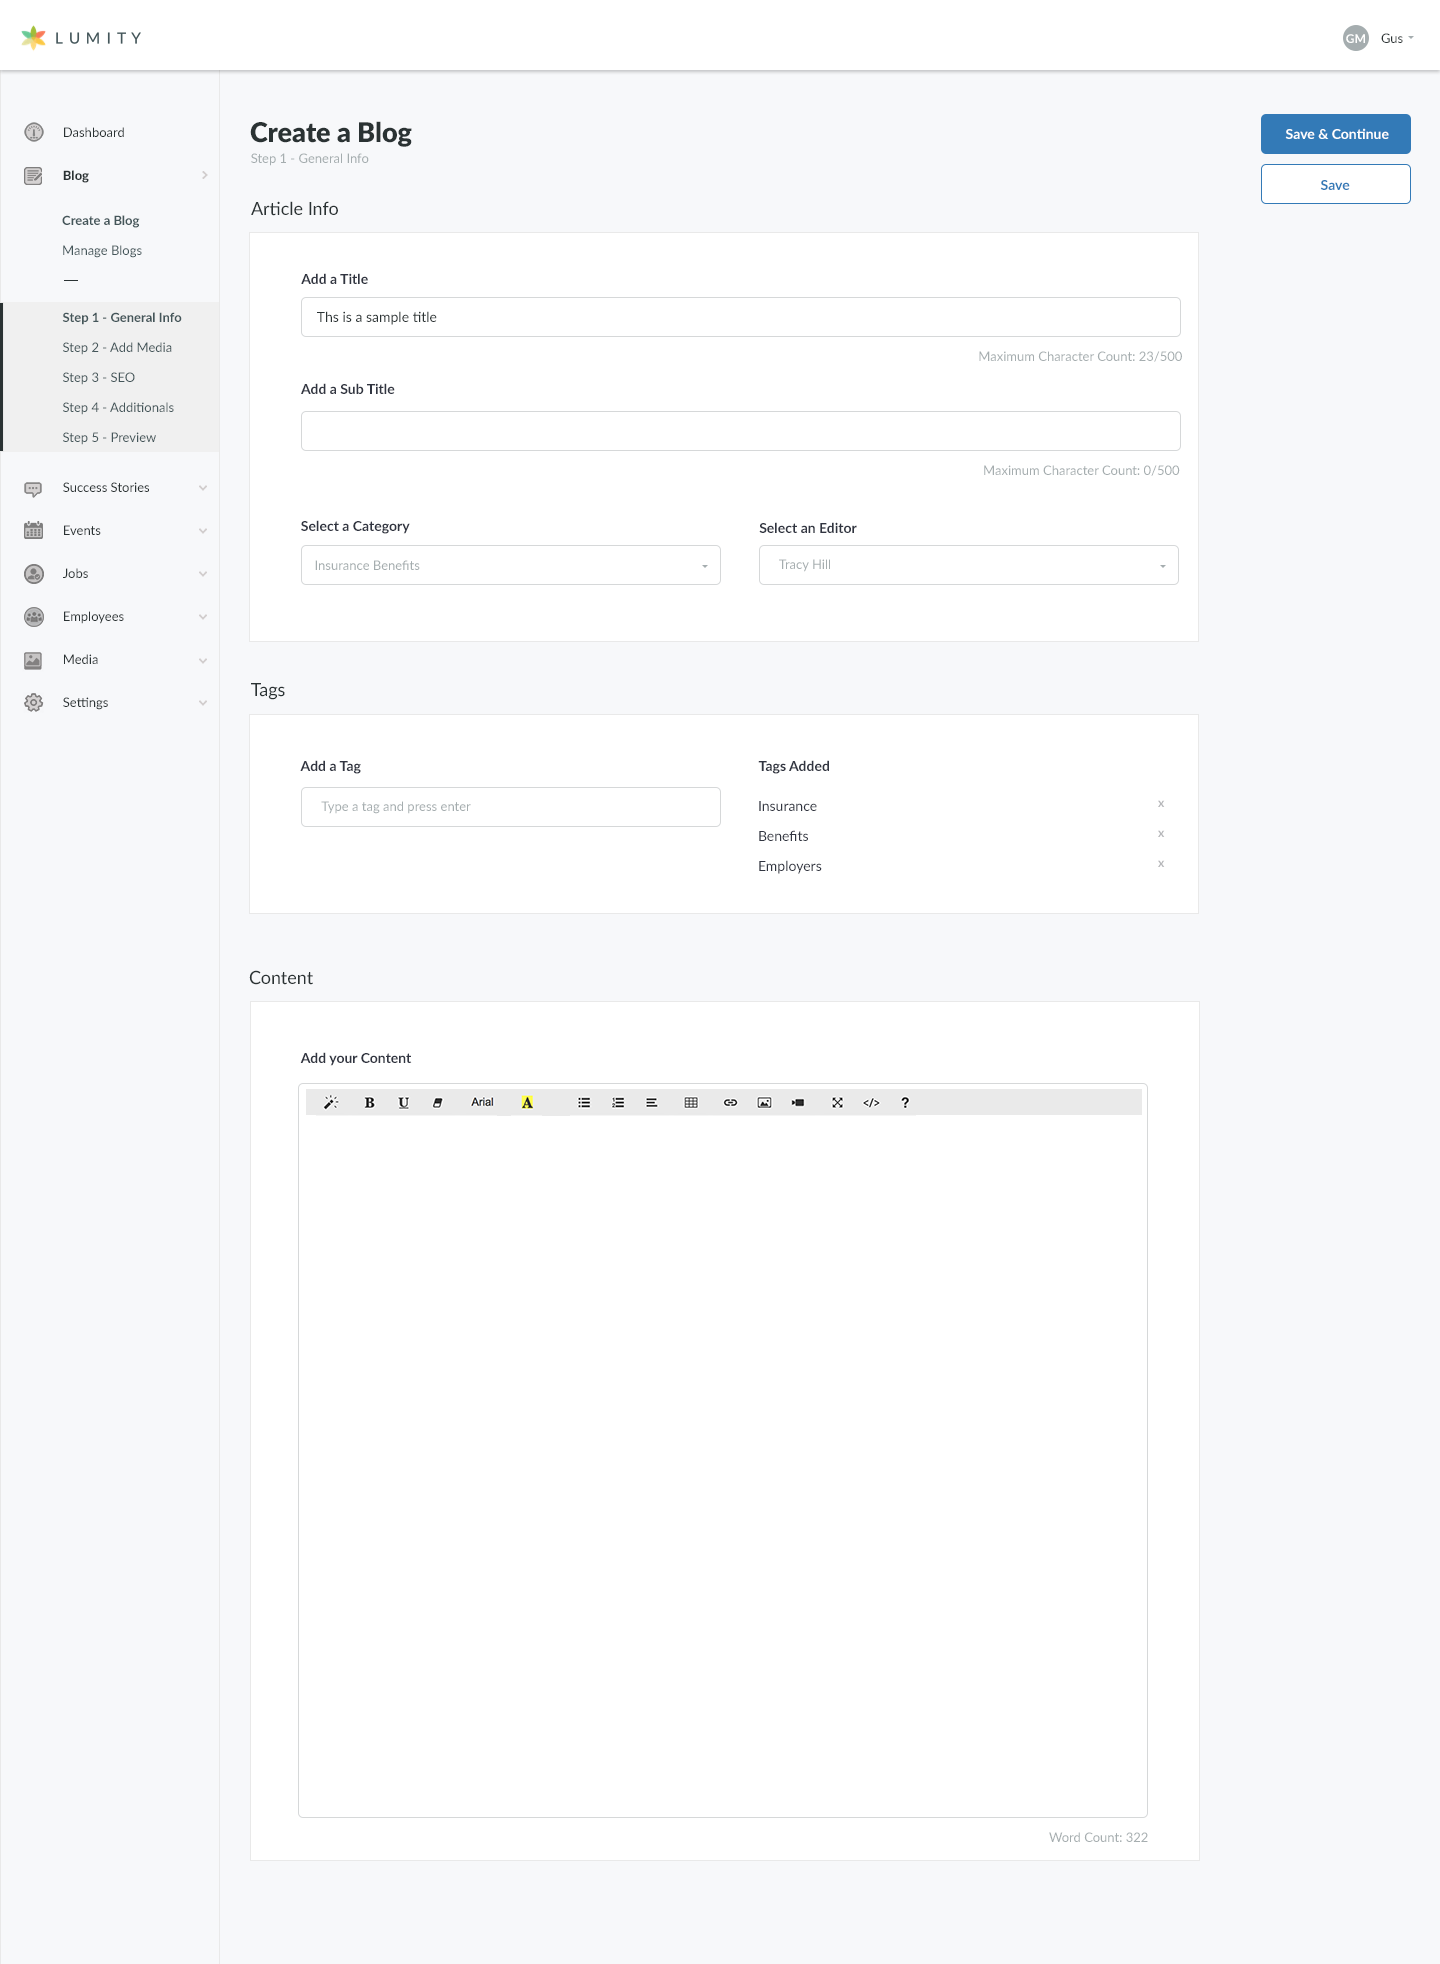 LUMITY
GM Gus
Dashboard
Blog
Create a Blog
Manage Blogs
—
Step 1 - General Info
Step 2 - Add Media
Step 3 - SEO
Step 4 - Additionals
Step 5 - Preview
Success Stories
Events
Jobs
Employees
Media
Settings
Create a Blog
Step 1 - General Info
Save & Continue
Save
Article Info
Add a Title
Ths is a sample title
Maximum Character Count: 23/500
Add a Sub Title
Maximum Character Count: 0/500
Select a Category
Insurance Benefits
Select an Editor
Tracy Hill
Tags
Add a Tag
Type a tag and press enter
Tags Added
Insurance x
Benefits x
Employers x
Content
Add your Content
B U Arial A </> ?
Word Count: 322